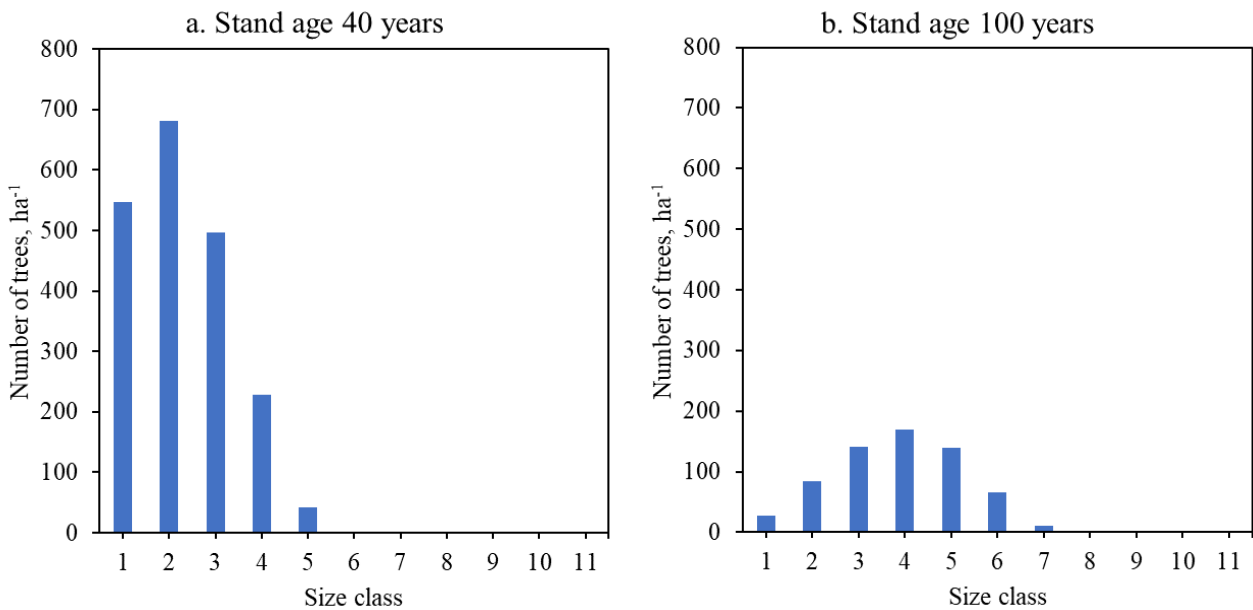 a. Stand age 40 years
800
700
600
500
400
300
200
100
0
Number of trees, ha⁻¹
1 2 3 4 5 6 7 8 9 10 11
Size class
b. Stand age 100 years
800
700
600
500
400
300
200
100
0
Number of trees, ha⁻¹
1 2 3 4 5 6 7 8 9 10 11
Size class